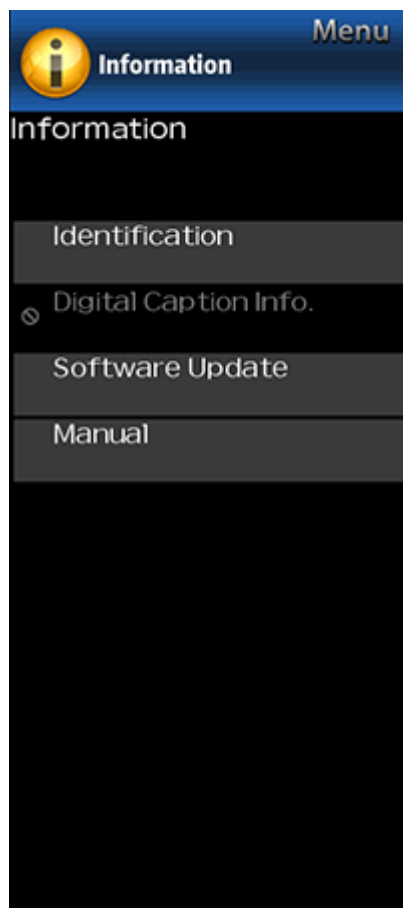 Menu
Information
Information
Identification
Digital Caption Info.
Software Update
Manual